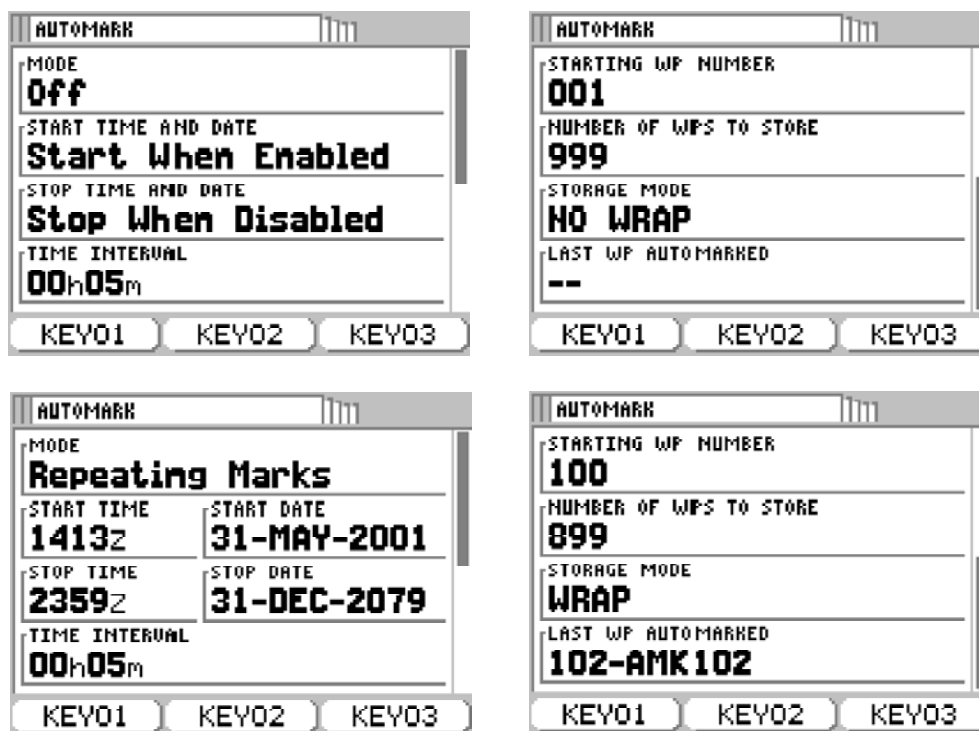 AUTOMARK
MODE
Off
START TIME AND DATE
Start When Enabled
STOP TIME AND DATE
Stop When Disabled
TIME INTERVAL
00h05m
KEY01 KEY02 KEY03
AUTOMARK
STARTING WP NUMBER
001
NUMBER OF WPS TO STORE
999
STORAGE MODE
NO WRAP
LAST WP AUTOMARKED
--
KEY01 KEY02 KEY03
AUTOMARK
MODE
Repeating Marks
START TIME START DATE
1413Z 31-MAY-2001
STOP TIME STOP DATE
2359Z 31-DEC-2079
TIME INTERVAL
00h05m
KEY01 KEY02 KEY03
AUTOMARK
STARTING WP NUMBER
100
NUMBER OF WPS TO STORE
899
STORAGE MODE
WRAP
LAST WP AUTOMARKED
102-AMK102
KEY01 KEY02 KEY03